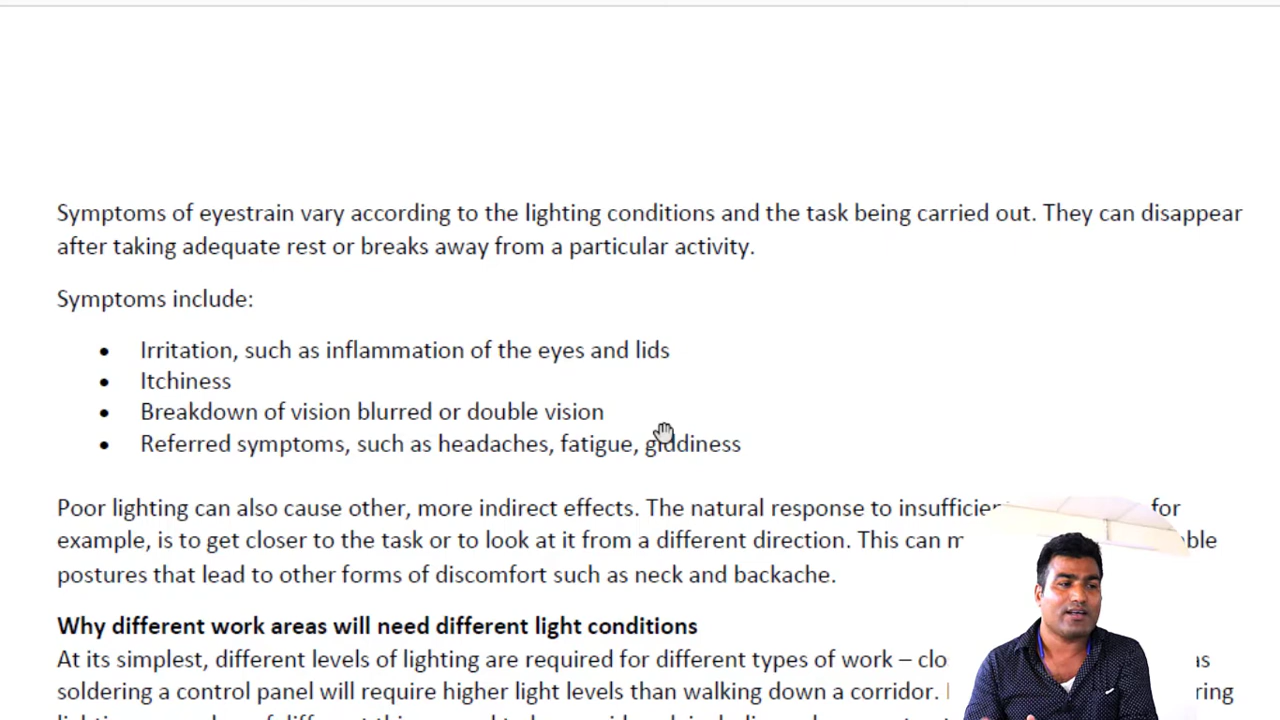 Symptoms of eyestrain vary according to the lighting conditions and the task being carried out. They can disappear
after taking adequate rest or breaks away from a particular activity.
Symptoms include:
• Irritation, such as inflammation of the eyes and lids
• Itchiness
• Breakdown of vision blurred or double vision
• Referred symptoms, such as headaches, fatigue, giddiness
Poor lighting can also cause other, more indirect effects. The natural response to for
example, is to get closer to the task or to look at it from a different direction. This can
postures that lead to other forms of discomfort such as neck and backache.
Why different work areas will need different light conditions
At its simplest, different levels of lighting are required for different types of work – as
soldering a control panel will require higher light levels than walking down a corridor.